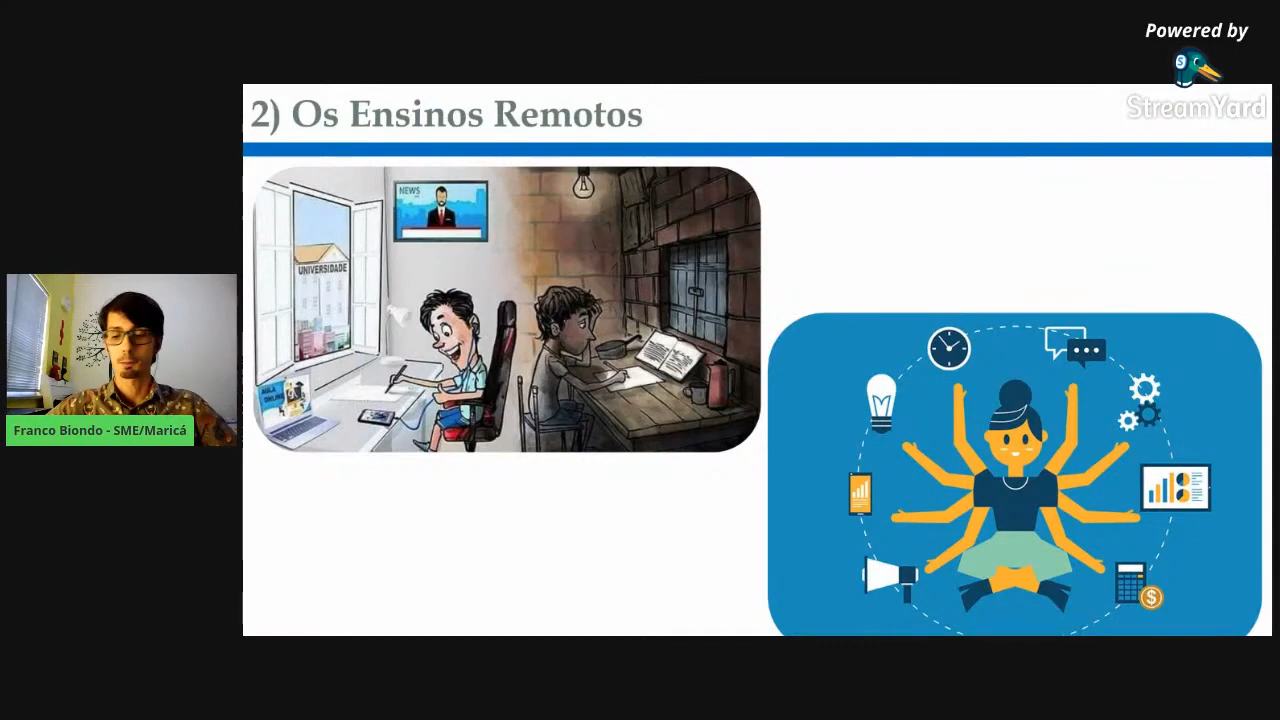 Powered by
StreamYard
2) Os Ensinos Remotos
NEWS
UNIVERSIDADE
AULA
ONLINE
Franco Biondo - SME/Maricá
$